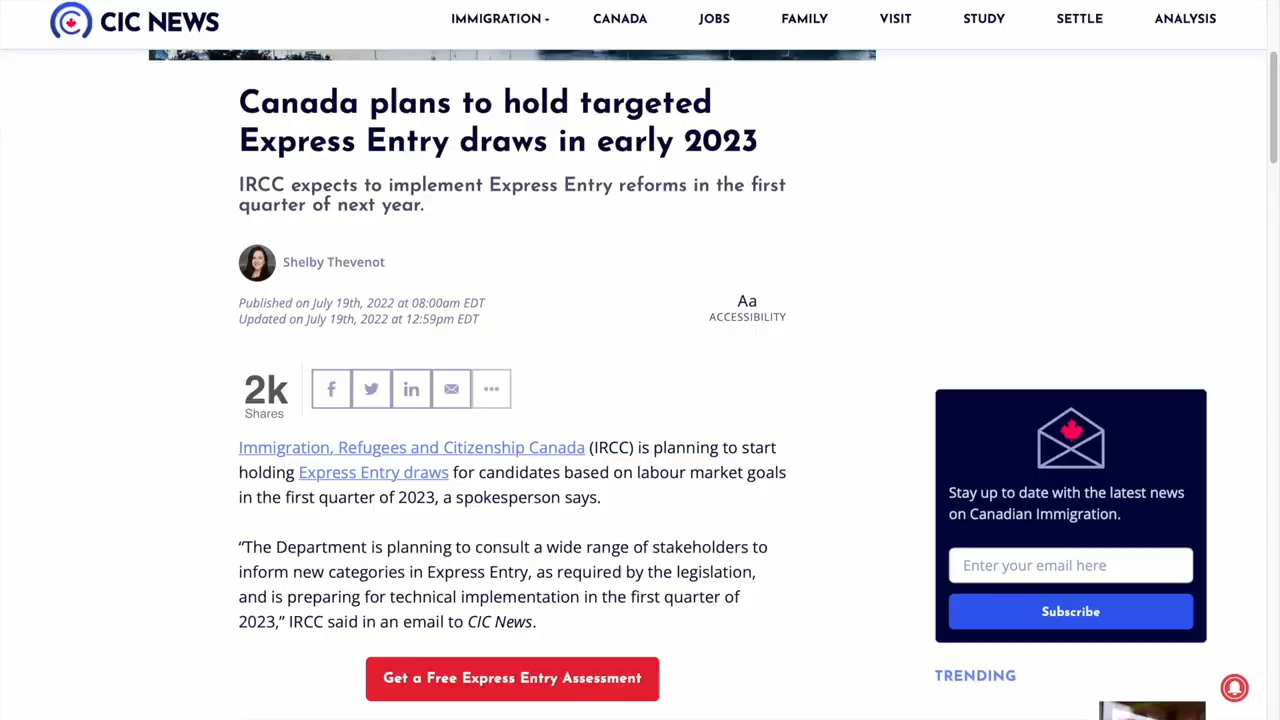 CIC NEWS
IMMIGRATION
CANADA
JOBS
FAMILY
VISIT
STUDY
SETTLE
ANALYSIS
Canada plans to hold targeted
Express Entry draws in early 2023
IRCC expects to implement Express Entry reforms in the first
quarter of next year.
Shelby Thevenot
Published on July 19th, 2022 at 08:00am EDT
Updated on July 19th, 2022 at 12:59pm EDT
Aa
ACCESSIBILITY
2k
Shares
Immigration, Refugees and Citizenship Canada (IRCC) is planning to start
holding Express Entry draws for candidates based on labour market goals
in the first quarter of 2023, a spokesperson says.
“The Department is planning to consult a wide range of stakeholders to
inform new categories in Express Entry, as required by the legislation,
and is preparing for technical implementation in the first quarter of
2023,” IRCC said in an email to CIC News.
Get a Free Express Entry Assessment
Stay up to date with the latest news
on Canadian Immigration.
Enter your email here
Subscribe
TRENDING